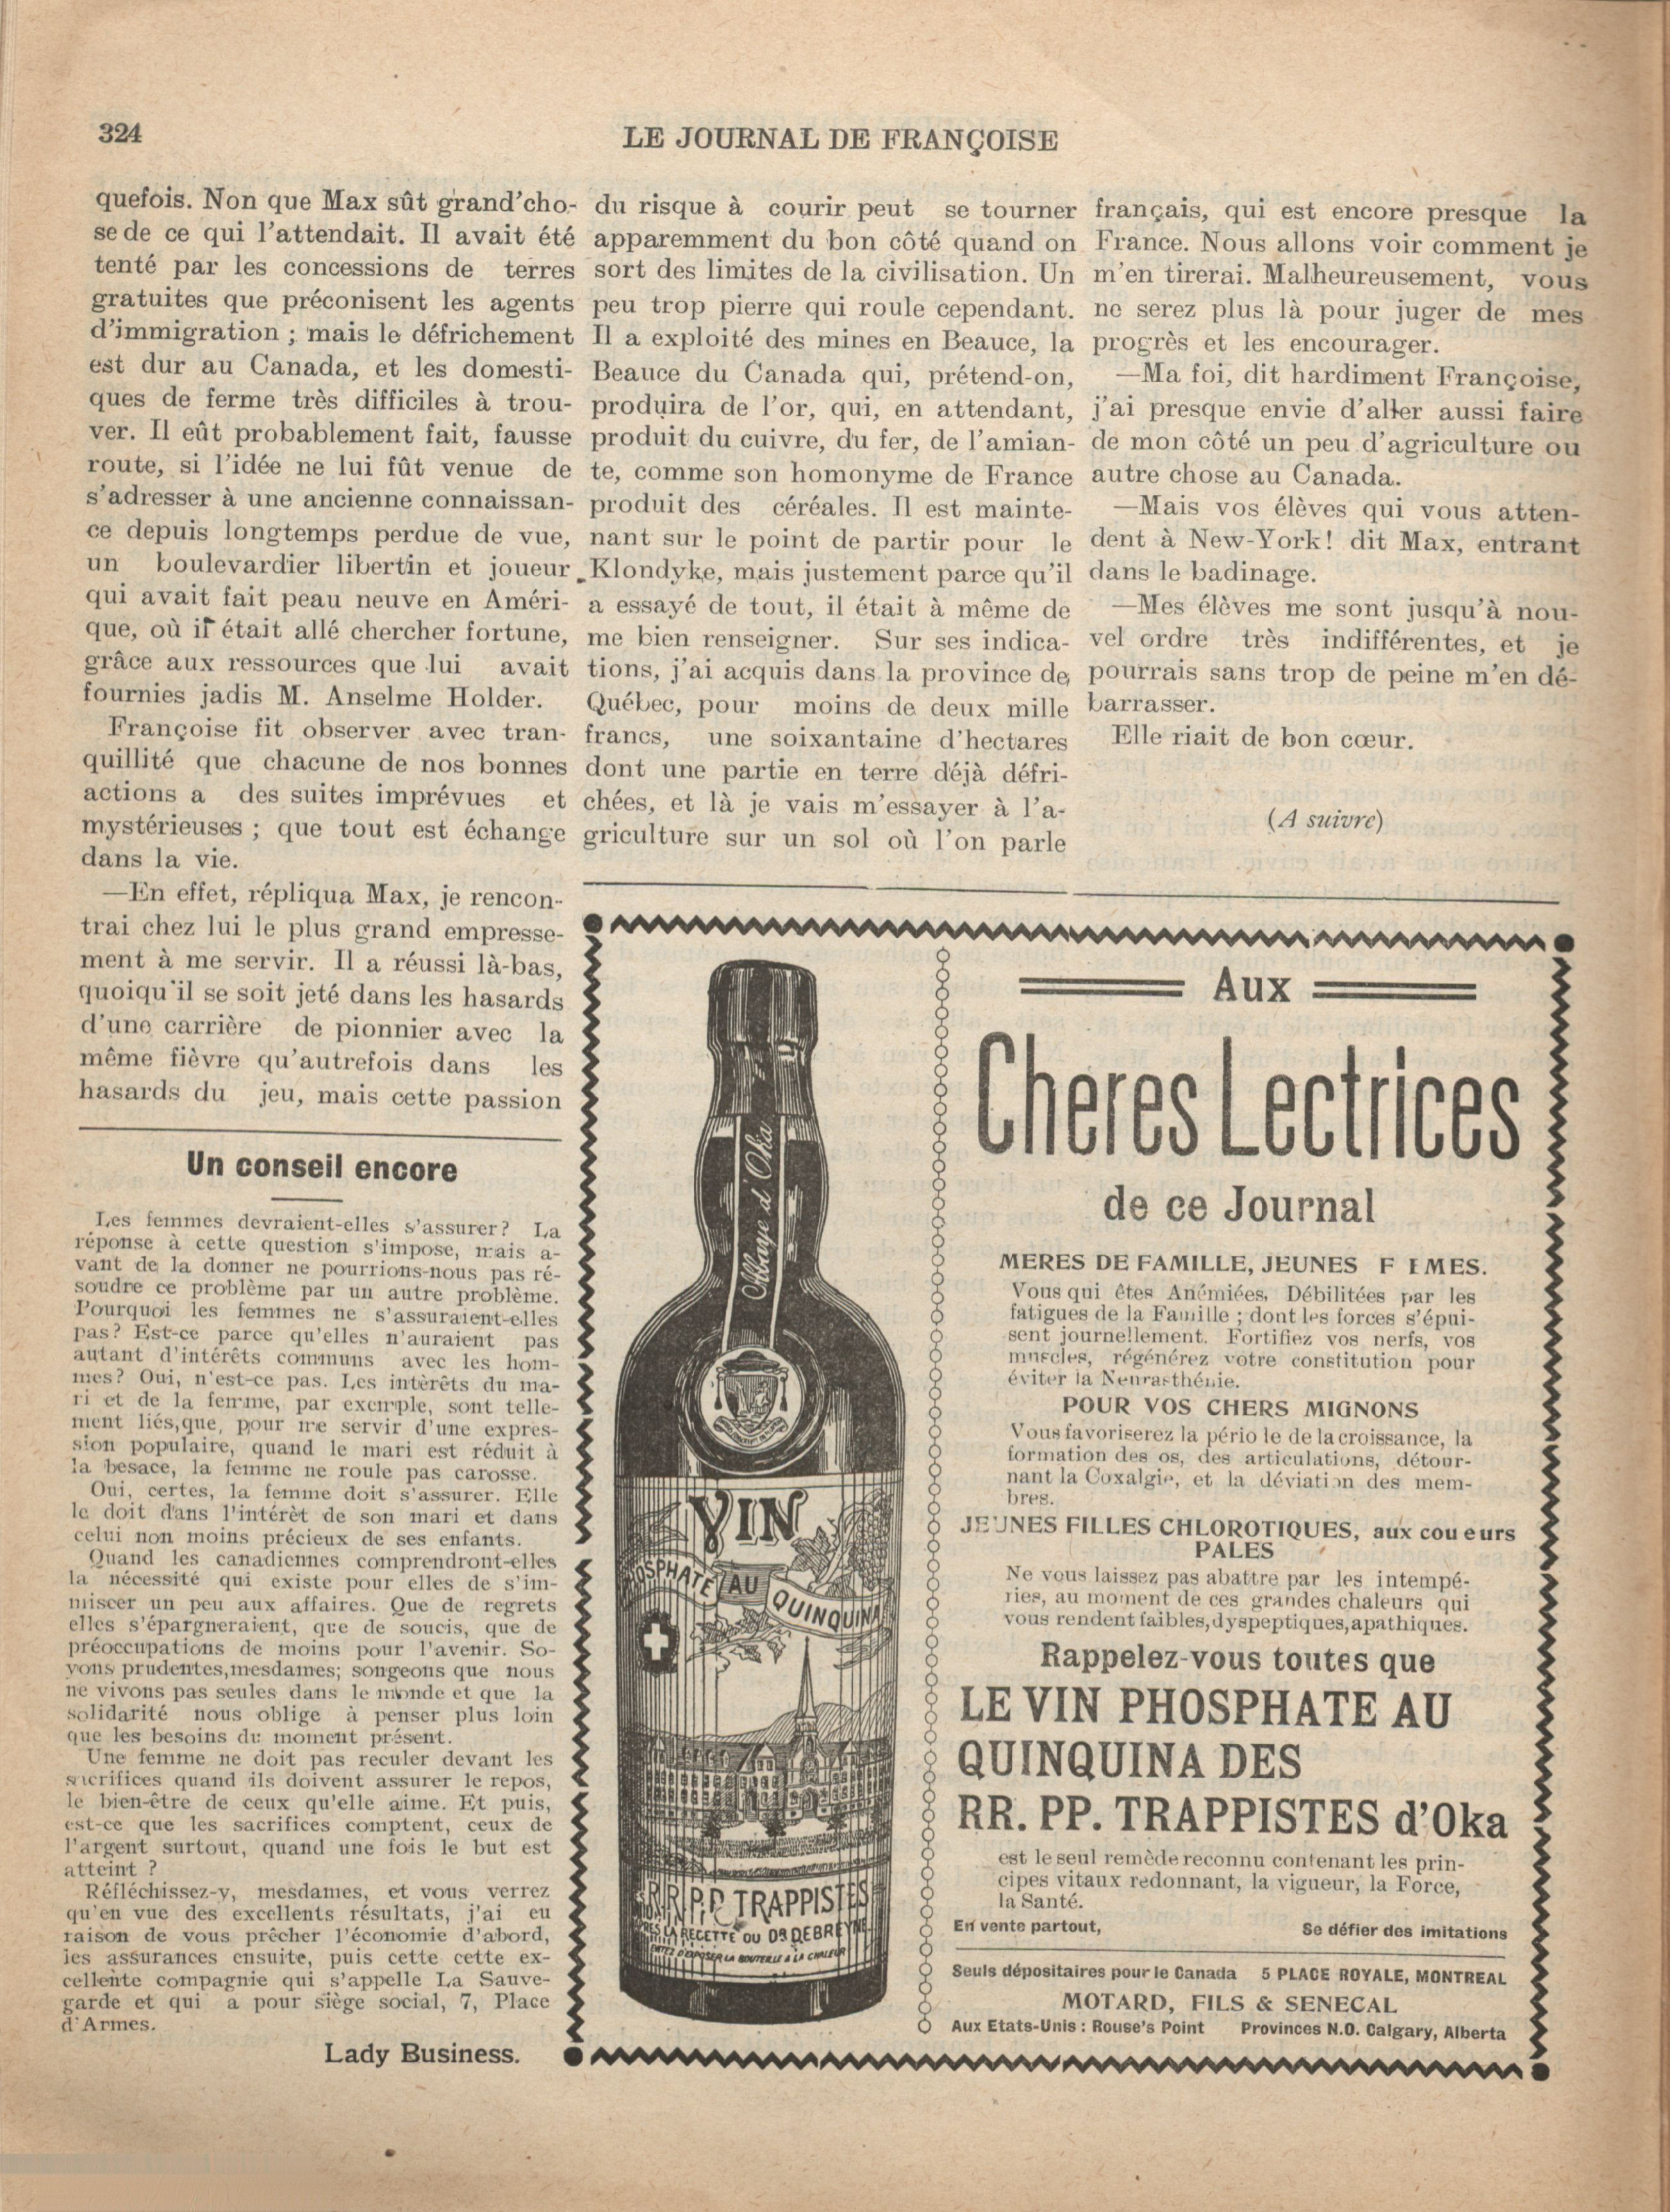 324
LE JOURNAL DE FRANÇOISE
quefois. Non que Max sût grand'cho-
se de ce qui l'attendait. Il avait été
tenté par les concessions de terres
gratuites que préconisent les agents
d'immigration ; mais le défrichement
est dur au Canada, et les domesti-
ques de ferme très difficiles à trou-
ver. Il eût probablement fait, fausse
route, si l'idée ne lui fût venue de
s'adresser à une ancienne connaissan-
ce depuis longtemps perdue de vue,
un boulevardier libertin et joueur
qui avait fait peau neuve en Améri-
que, où il était allé chercher fortune,
grâce aux ressources que lui avait
fournies jadis M. Anselme Holder.
Françoise fit observer avec tran-
quillité que chacune de nos bonnes
actions a des suites imprévues et
mystérieuses ; que tout est échange
dans la vie.
—En effet, répliqua Max, je rencon-
trai chez lui le plus grand empresse-
ment à me servir. Il a réussi là-bas,
quoiqu'il se soit jeté dans les hasards
d'une carrière de pionnier avec la
même fièvre qu'autrefois dans les
hasards du jeu, mais cette passion
du risque à courir peut se tourner
apparemment du bon côté quand on
sort des limites de la civilisation. Un
peu trop pierre qui roule cependant.
Il a exploité des mines en Beauce, la
Beauce du Canada qui, prétend-on,
produira de l'or, qui, en attendant,
produit du cuivre, du fer, de l'amian-
te, comme son homonyme de France
produit des céréales. Il est mainte-
nant sur le point de partir pour le
Klondyke, mais justement parce qu'il
a essayé de tout, il était à même de
me bien renseigner. Sur ses indica-
tions, j'ai acquis dans la province de
Québec, pour moins de deux mille
francs, une soixantaine d'hectares
dont une partie en terre déjà défri-
chées, et là je vais m'essayer à l'a-
griculture sur un sol où l'on parle
français, qui est encore presque la
France. Nous allons voir comment je
m'en tirerai. Malheureusement, vous
ne serez plus là pour juger de mes
progrès et les encourager.
—Ma foi, dit hardiment Françoise,
j'ai presque envie d'aller aussi faire
de mon côté un peu d'agriculture ou
autre chose au Canada.
—Mais vos élèves qui vous atten-
dent à New-York! dit Max, entrant
dans le badinage.
—Mes élèves me sont jusqu'à nou-
vel ordre très indifférentes, et je
pourrais sans trop de peine m'en dé-
barrasser.
Elle riait de bon cœur.
(A suivre)
Un conseil encore
Les femmes devraient-elles s'assurer? La
réponse à cette question s'impose, mais a-
vant de la donner ne pourrions-nous pas ré-
soudre ce problème par un autre problème.
Pourquoi les femmes ne s'assuraient-elles
pas? Est-ce parce qu'elles n'auraient pas
autant d'intérêts communs avec les hom-
mes? Oui, n'est-ce pas. Les intèrêts du ma-
ri et de la femme, par exemple, sont telle-
ment liés,que, pour me servir d'une expres-
sion populaire, quand le mari est réduit à
la besace, la femme ne roule pas carosse.
Oui, certes, la femme doit s'assurer. Elle
le doit dans l'intérèt de son mari et dans
celui non moins précieux de ses enfants.
Quand les canadiennes comprendront-elles
la nécessité qui existe pour elles de s'im-
miscer un peu aux affaires. Que de regrets
elles s'épargneraient, que de soucis, que de
préoccupations de moins pour l'avenir. So-
yons prudentes,mesdames; songeons que nous
ne vivons pas seules dans le monde et que la
solidarité nous oblige à penser plus loin
que les besoins du moment présent.
Une femme ne doit pas reculer devant les
sacrifices quand ils doivent assurer le repos,
le bien-être de ceux qu'elle aime. Et puis,
est-ce que les sacrifices comptent, ceux de
l'argent surtout, quand une fois le but est
atteint ?
Réfléchissez-y, mesdames, et vous verrez
qu'en vue des excellents résultats, j'ai eu
raison de vous prêcher l'économie d'abord,
les assurances ensuite, puis cette cette ex-
cellente compagnie qui s'appelle La Sauve-
garde et qui a pour siège social, 7, Place
d'Armes.
Lady Business.
Abbaye d'Oka
VIN
PHOSPHATÉ AU QUINQUINA
RR. PP. TRAPPISTES
LA RECETTE DU DR DEBREYNE
EVITEZ D'EXPOSER LA BOUTEILLE A LA CHALEUR
Aux
Cheres Lectrices
de ce Journal
MERES DE FAMILLE, JEUNES F EMMES.
Vous qui êtes Anémiées, Débilitées par les
fatigues de la Famille ; dont les forces s'épui-
sent journellement. Fortifiez vos nerfs, vos
muscles, régénérez votre constitution pour
éviter la Neurasthénie.
POUR VOS CHERS MIGNONS
Vous favoriserez la pério le de la croissance, la
formation des os, des articulations, détour-
nant la Coxalgie, et la déviation des mem-
bres.
JEUNES FILLES CHLOROTIQUES, aux cou eurs
PALES
Ne vous laissez pas abattre par les intempé-
ries, au moment de ces grandes chaleurs qui
vous rendent faibles,dyspeptiques,apathiques.
Rappelez-vous toutes que
LE VIN PHOSPHATE AU
QUINQUINA DES
RR. PP. TRAPPISTES d'Oka
est le seul remède reconnu contenant les prin-
cipes vitaux redonnant, la vigueur, la Force,
la Santé.
En vente partout, Se défier des imitations
Seuls dépositaires pour le Canada 5 PLACE ROYALE, MONTREAL
MOTARD, FILS & SENECAL
Aux Etats-Unis : Rouse's Point Provinces N.O. Calgary, Alberta